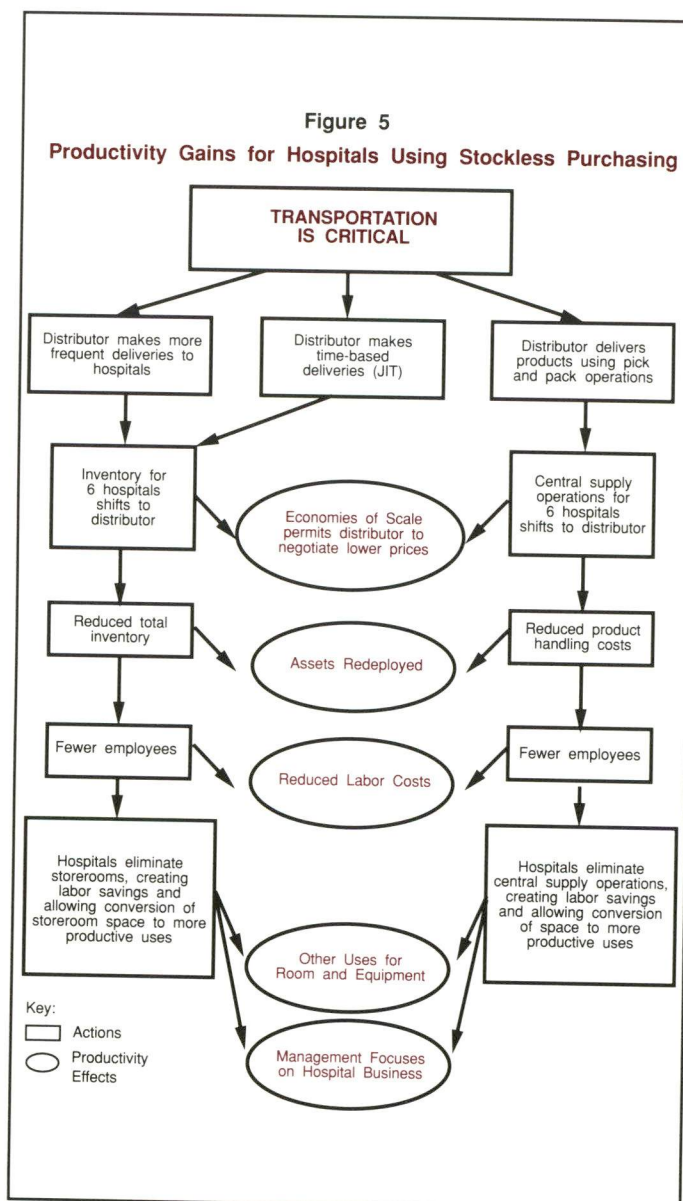 Figure 5
Productivity Gains for Hospitals Using Stockless Purchasing
TRANSPORTATION
IS CRITICAL
Distributor makes more
frequent deliveries to
hospitals
Distributor makes
time-based
deliveries (JIT)
Distributor delivers
products using pick
and pack operations
Inventory for
6 hospitals
shifts to
distributor
Economies of Scale
permits distributor to
negotiate lower prices
Central supply
operations for
6 hospitals
shifts to distributor
Reduced total
inventory
Assets Redeployed
Reduced product
handling costs
Fewer employees
Reduced Labor Costs
Fewer employees
Hospitals eliminate
storerooms, creating
labor savings and
allowing conversion of
storeroom space to more
productive uses
Hospitals eliminate
central supply operations,
creating labor savings
and allowing conversion
of space to more
productive uses
Other Uses for
Room and Equipment
Management Focuses
on Hospital Business
Key:
Actions
Productivity
Effects